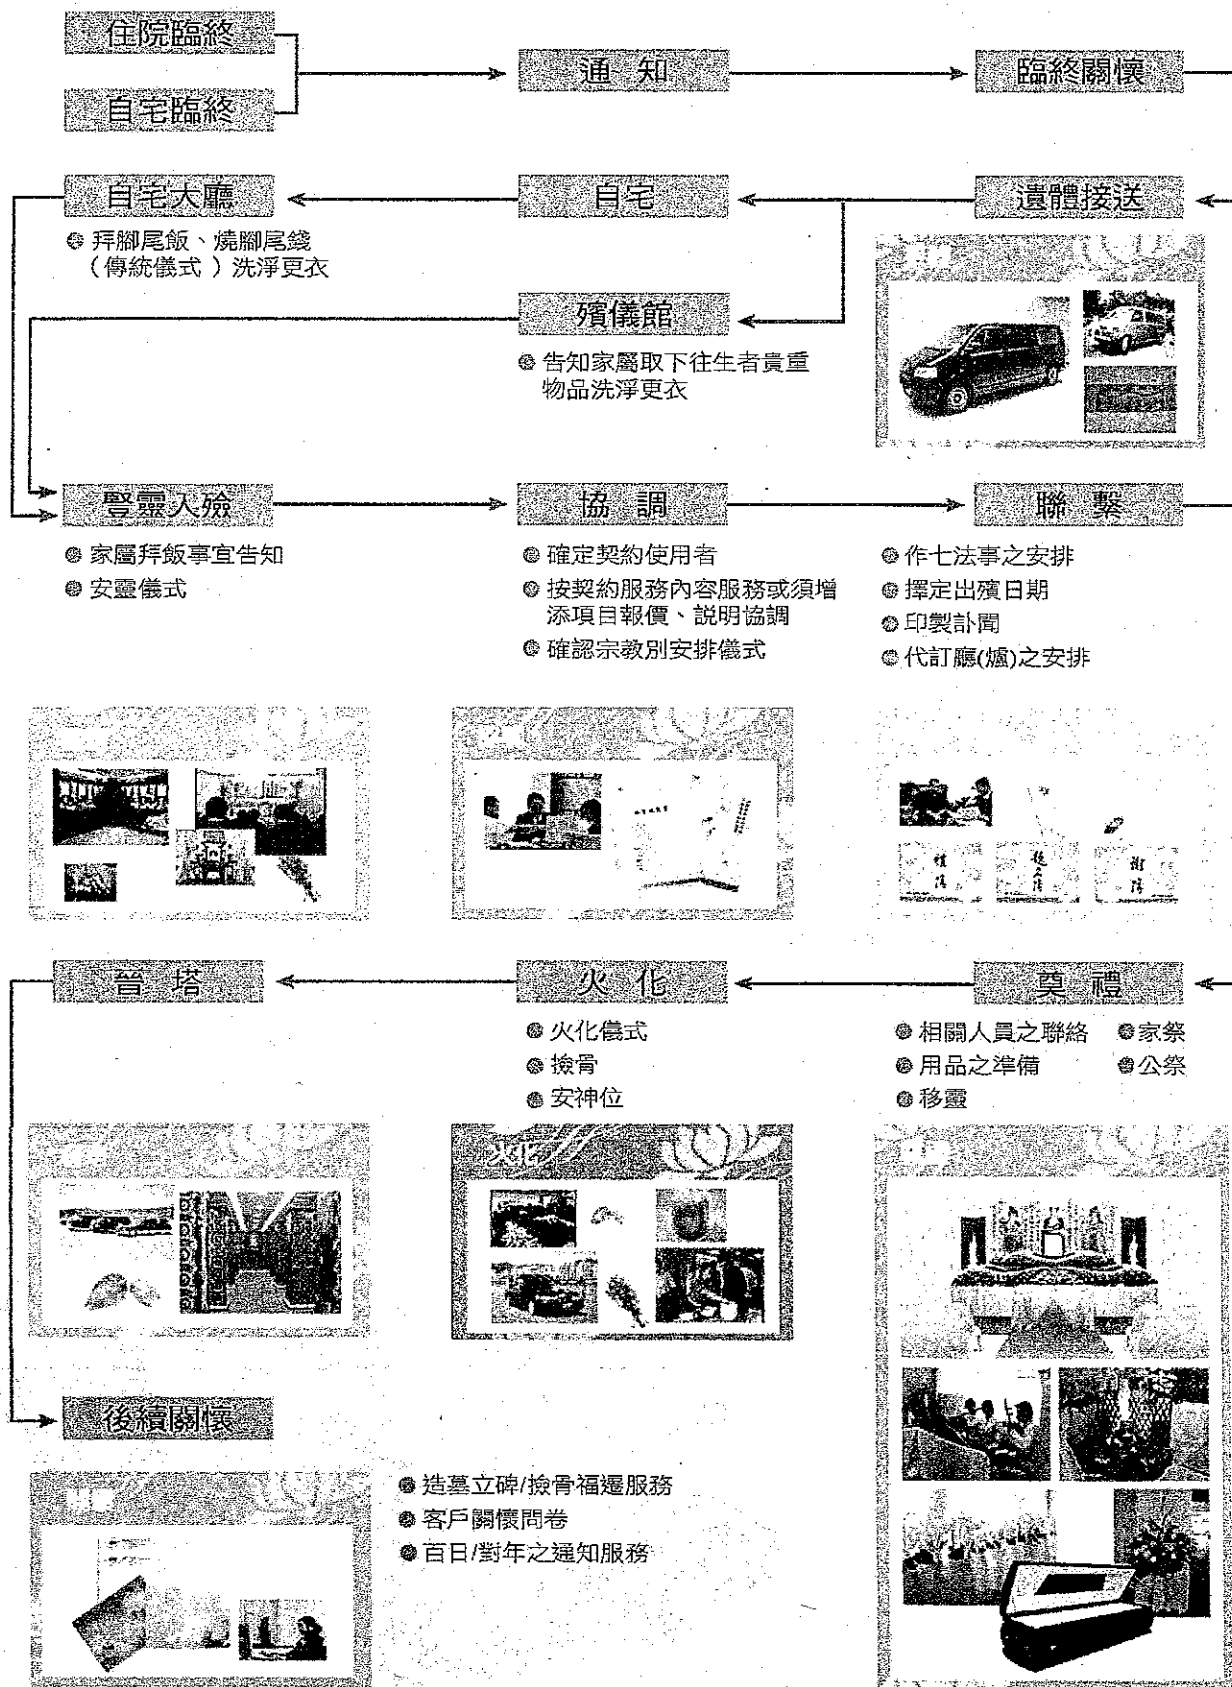 住院臨終
自宅臨終
通知
臨終關懷
自宅大廳
拜腳尾飯、燒腳尾錢
（傳統儀式）洗淨更衣
自宅
遺體接送
殯儀館
告知家屬取下往生者貴重
物品洗淨更衣
豎靈入殮
家屬拜飯事宜告知
安靈儀式
協調
確定契約使用者
按契約服務內容服務或須增
添項目報價、說明協調
確認宗教別安排儀式
聯繫
作七法事之安排
擇定出殯日期
印製訃聞
代訂廳(爐)之安排
晉塔
火化
火化儀式
撿骨
安神位
奠禮
相關人員之聯絡
家祭
用品之準備
公祭
移靈
火化
後續關懷
造墓立碑/撿骨福遷服務
客戶關懷問卷
百日/對年之通知服務